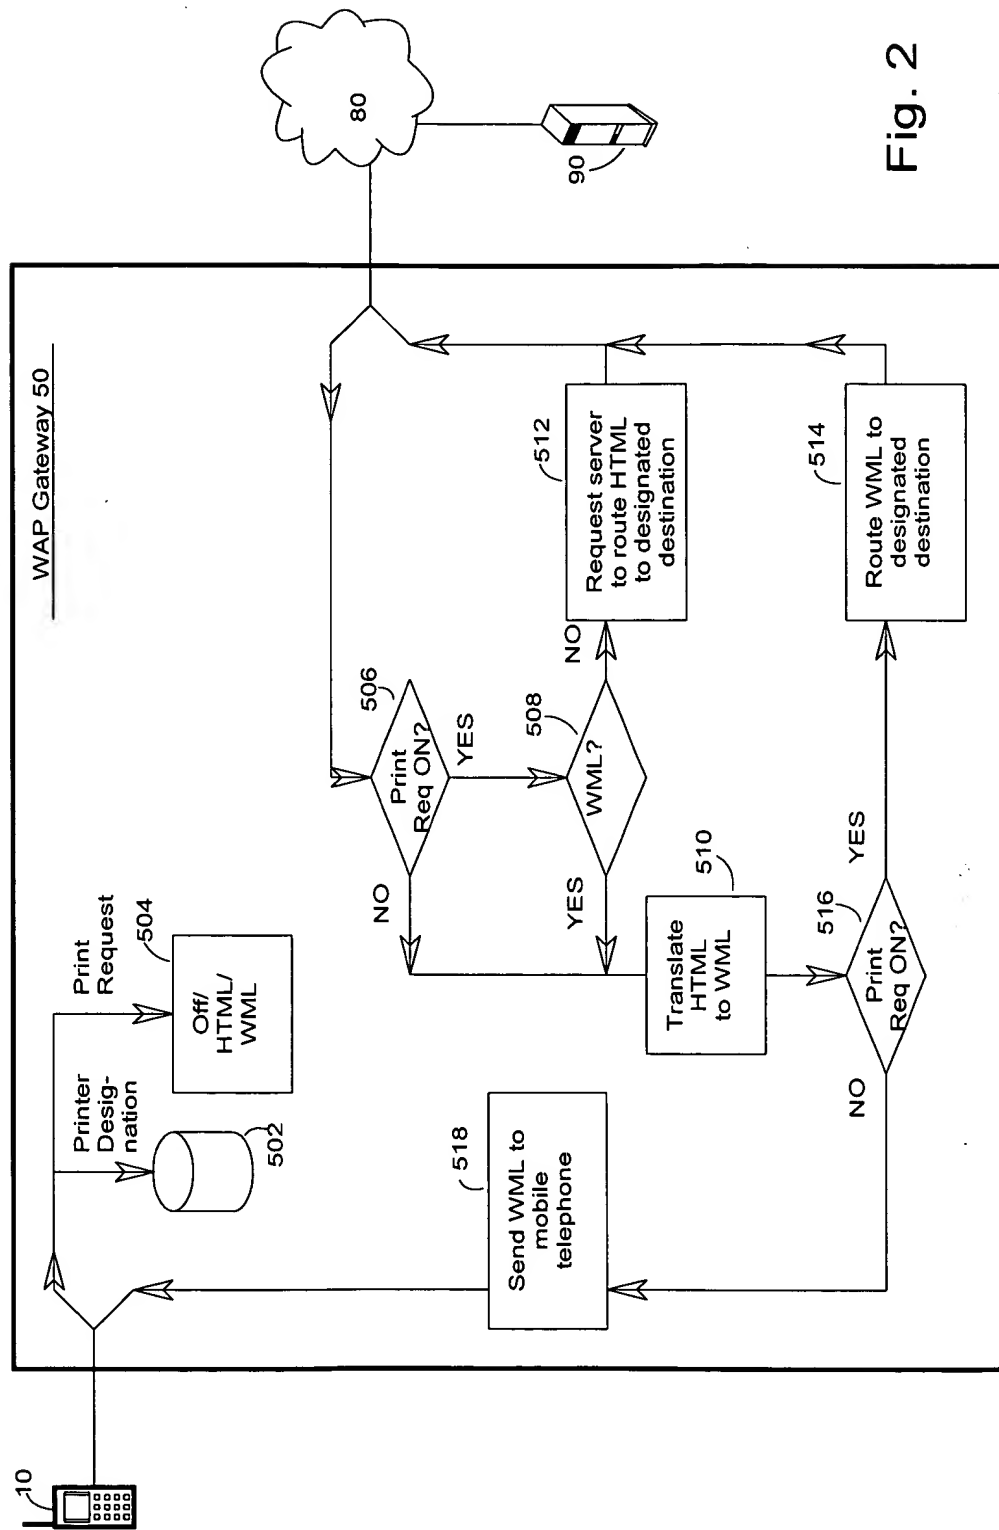 WAP Gateway 50
10
Printer
Desig-
nation
502
Print
Request
504
Off/
HTML/
WML
80
90
506
Print
Req ON?
NO
YES
508
WML?
YES
NO
512
Request server
to route HTML
to designated
destination
510
Translate
HTML
to WML
518
Send WML to
mobile
telephone
516
Print
Req ON?
NO
YES
514
Route WML to
designated
destination
Fig. 2